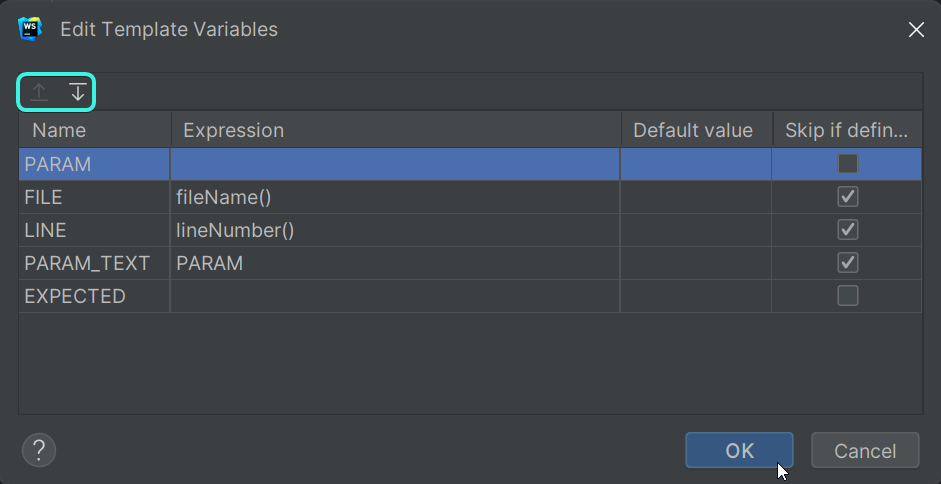 WS
Edit Template Variables
Name Expression Default value Skip if defin...
PARAM
FILE fileName()
LINE lineNumber()
PARAM_TEXT PARAM
EXPECTED
? OK Cancel